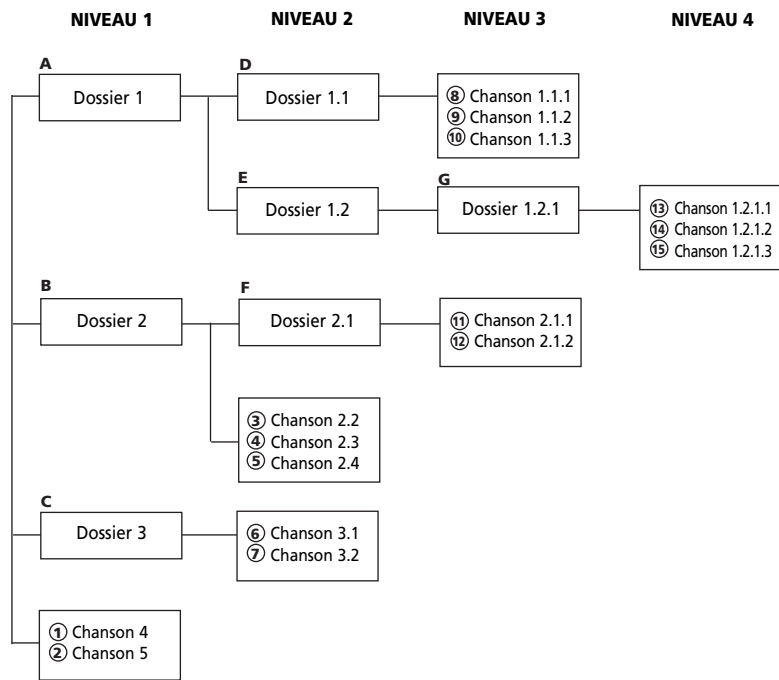 NIVEAU 1 NIVEAU 2 NIVEAU 3 NIVEAU 4
A
Dossier 1
D
Dossier 1.1
8 Chanson 1.1.1
9 Chanson 1.1.2
10 Chanson 1.1.3
E
Dossier 1.2
G
Dossier 1.2.1
13 Chanson 1.2.1.1
14 Chanson 1.2.1.2
15 Chanson 1.2.1.3
B
Dossier 2
F
Dossier 2.1
11 Chanson 2.1.1
12 Chanson 2.1.2
3 Chanson 2.2
4 Chanson 2.3
5 Chanson 2.4
C
Dossier 3
6 Chanson 3.1
7 Chanson 3.2
1 Chanson 4
2 Chanson 5